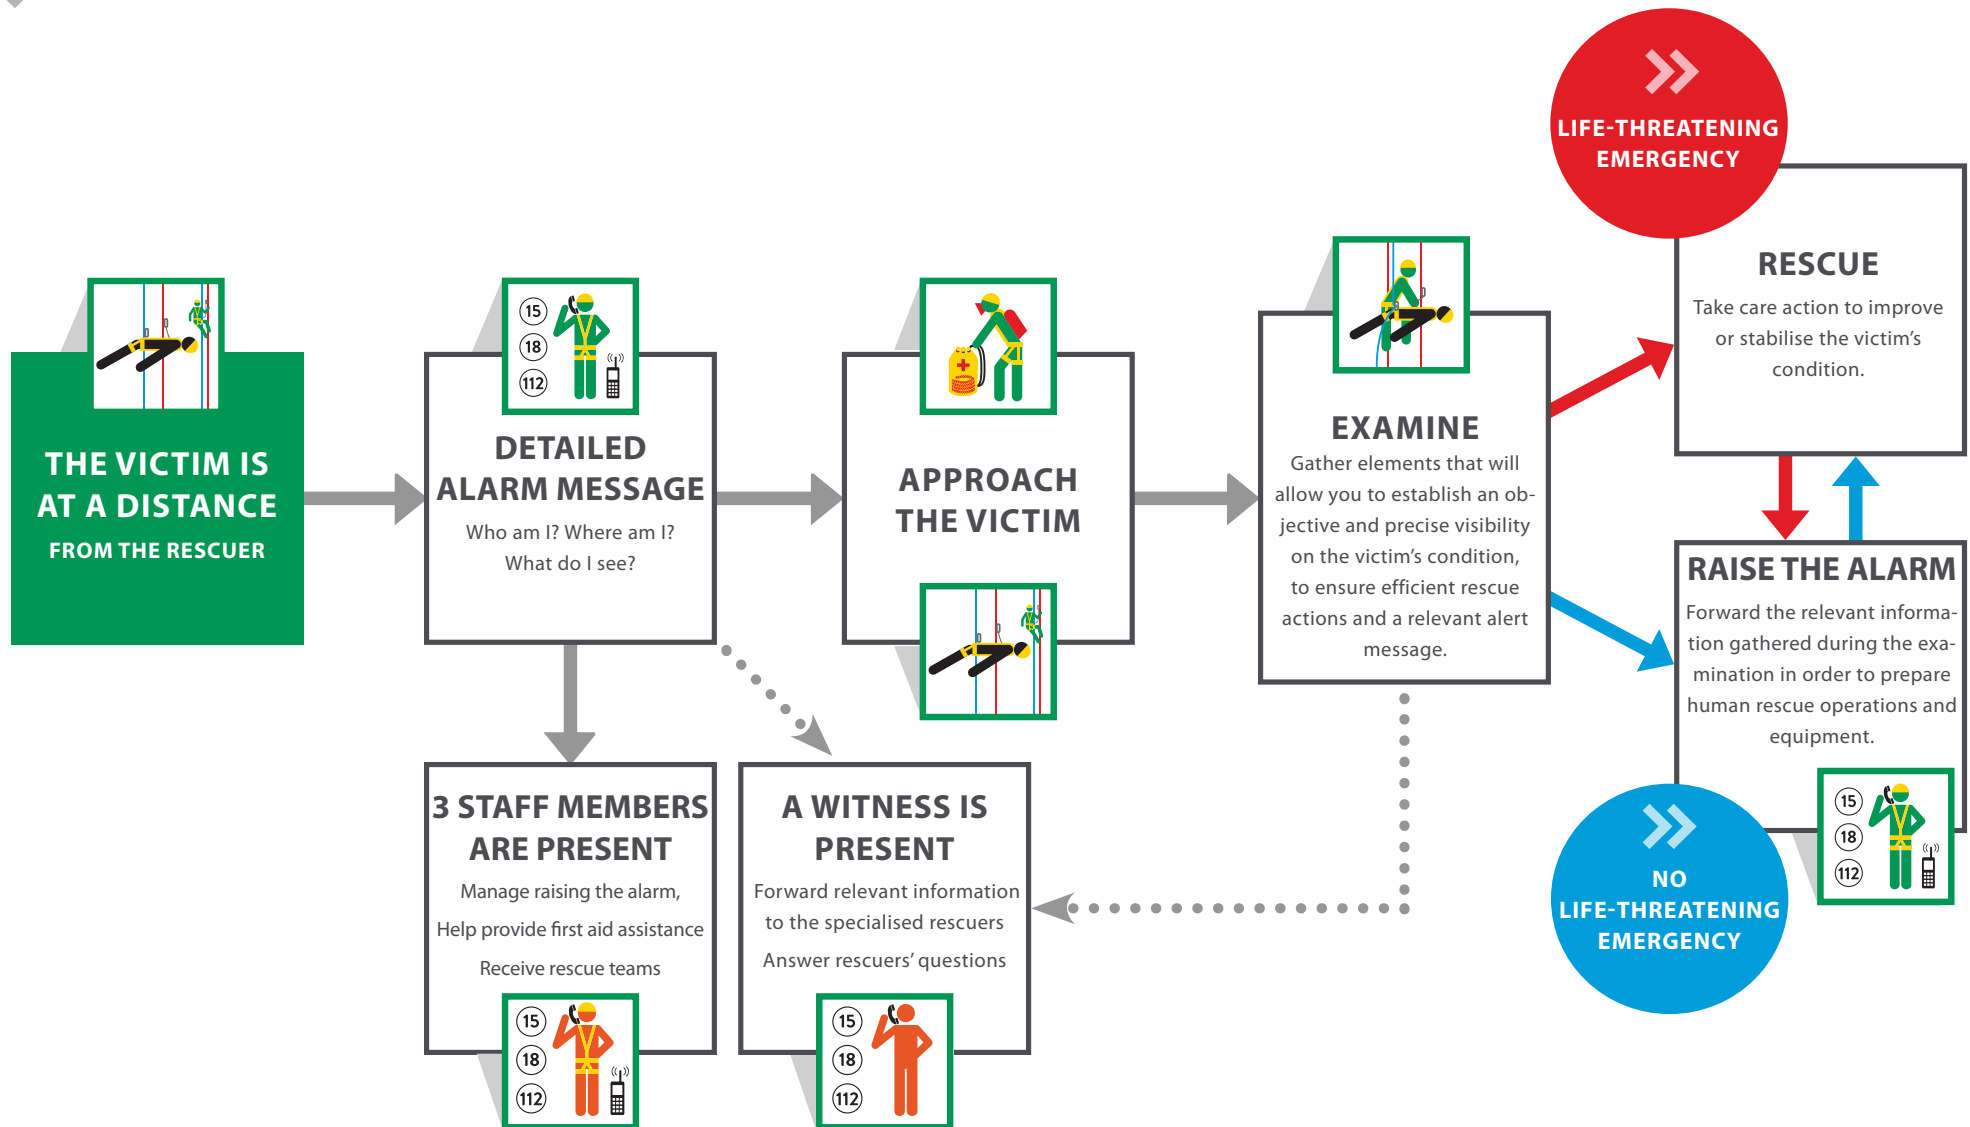 THE VICTIM IS
AT A DISTANCE
FROM THE RESCUER
15
18
112
DETAILED
ALARM MESSAGE
Who am I? Where am I?
What do I see?
APPROACH
THE VICTIM
EXAMINE
Gather elements that will
allow you to establish an ob-
jective and precise visibility
on the victim’s condition,
to ensure efficient rescue
actions and a relevant alert
message.
LIFE-THREATENING
EMERGENCY
RESCUE
Take care action to improve
or stabilise the victim’s
condition.
RAISE THE ALARM
Forward the relevant informa-
tion gathered during the exa-
mination in order to prepare
human rescue operations and
equipment.
15
18
112
NO
LIFE-THREATENING
EMERGENCY
3 STAFF MEMBERS
ARE PRESENT
Manage raising the alarm,
Help provide first aid assistance
Receive rescue teams
15
18
112
A WITNESS IS
PRESENT
Forward relevant information
to the specialised rescuers
Answer rescuers’ questions
15
18
112